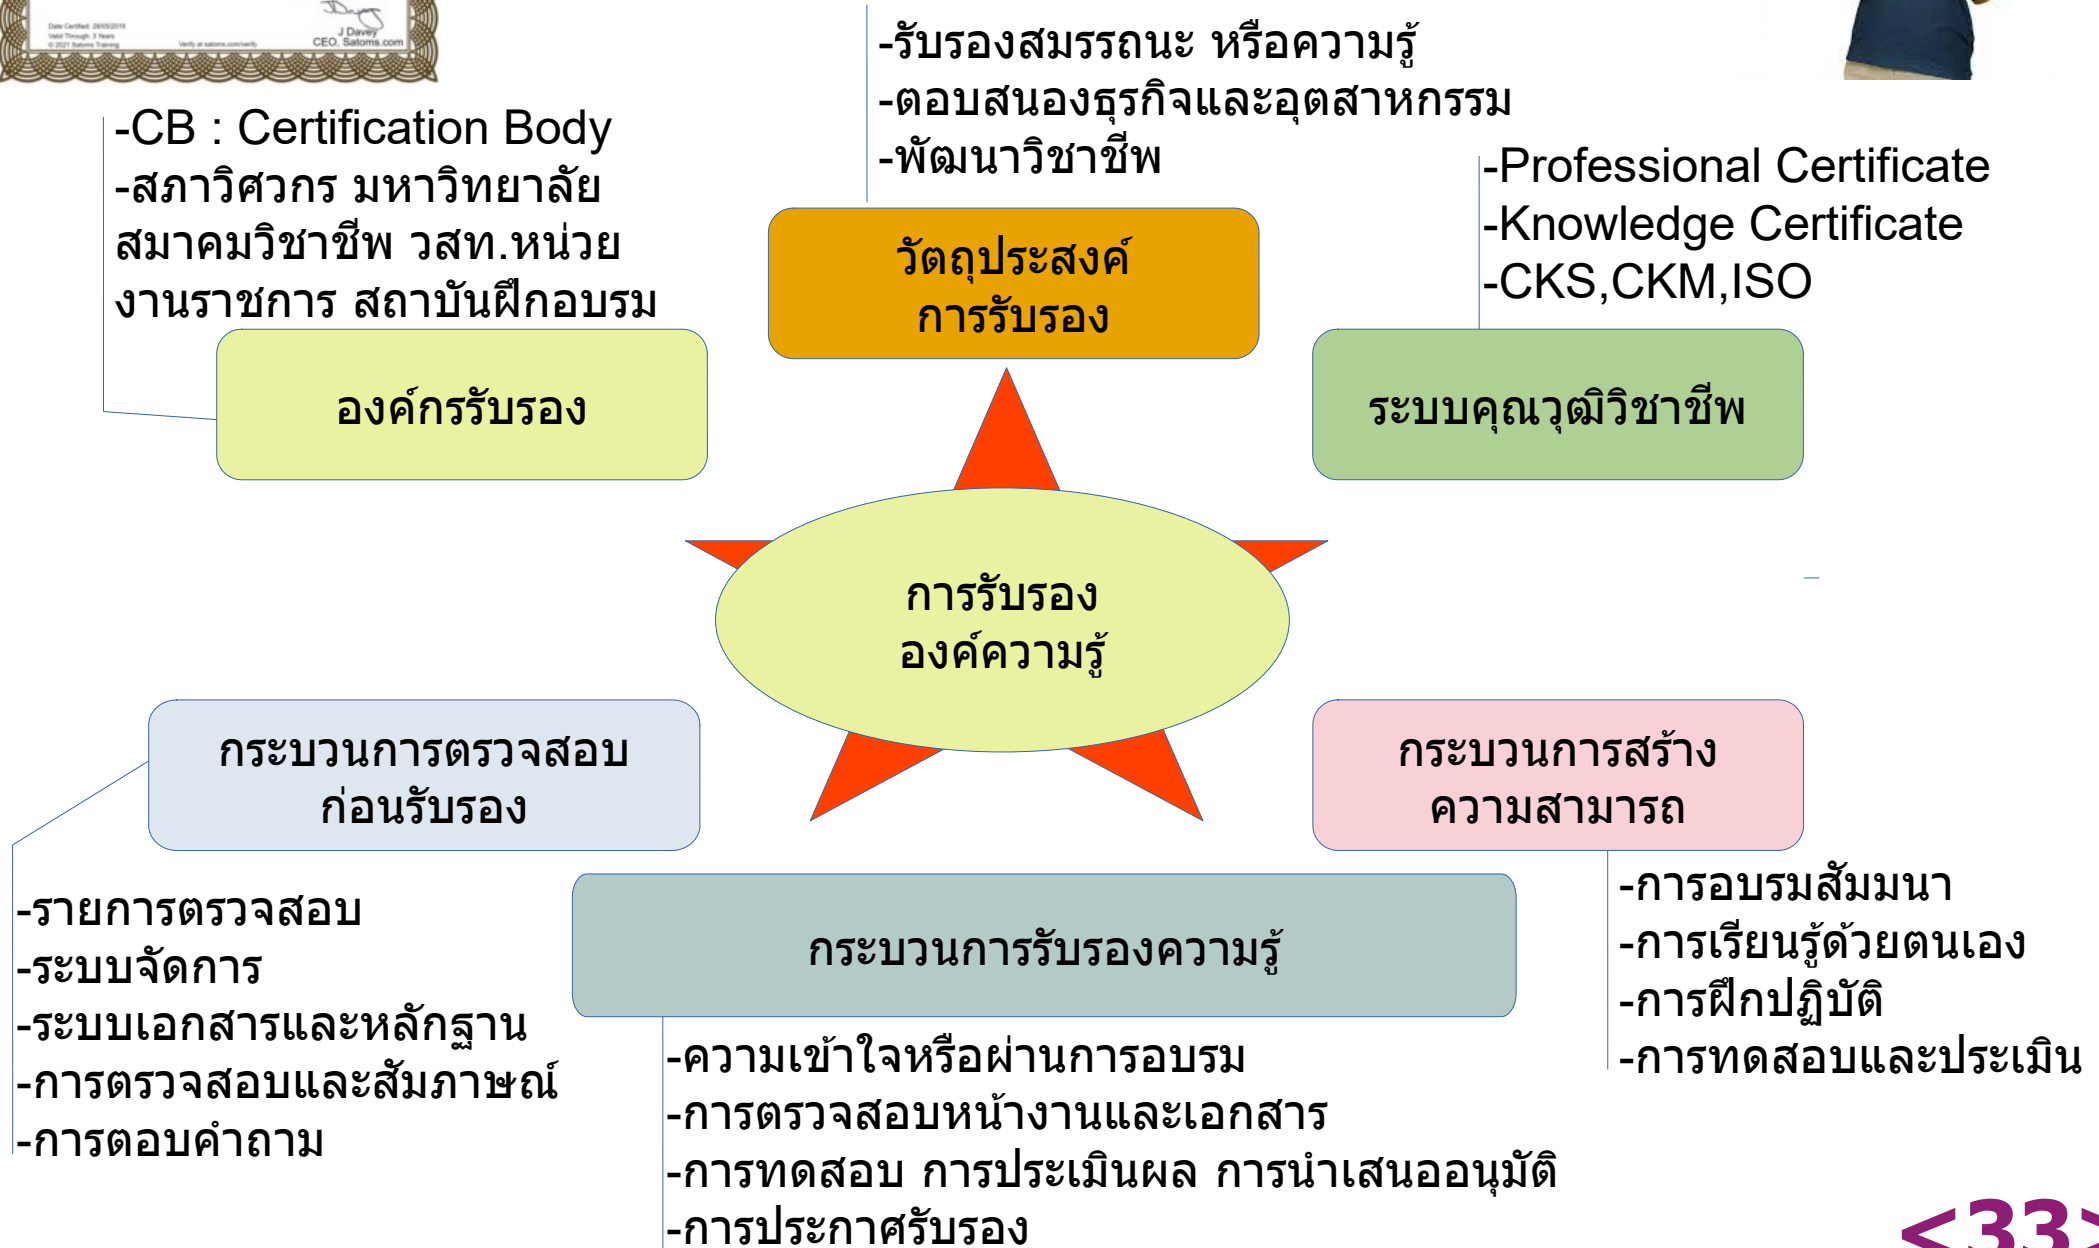 Date Certified: 28/05/2019
Valid Through: 3 Years
© 2021 Satoms Training
Verify at satoms.com/verify
J Davey
CEO, Satoms.com
-รับรองสมรรถนะ หรือความรู้
-ตอบสนองธุรกิจและอุตสาหกรรม
-พัฒนาวิชาชีพ
-CB : Certification Body
-สภาวิศวกร มหาวิทยาลัย
สมาคมวิชาชีพ วสท.หน่วย
งานราชการ สถาบันฝึกอบรม
-Professional Certificate
-Knowledge Certificate
-CKS,CKM,ISO
วัตถุประสงค์
การรับรอง
องค์กรรับรอง
ระบบคุณวุฒิวิชาชีพ
การรับรอง
องค์ความรู้
กระบวนการตรวจสอบ
ก่อนรับรอง
กระบวนการสร้าง
ความสามารถ
-รายการตรวจสอบ
-ระบบจัดการ
-ระบบเอกสารและหลักฐาน
-การตรวจสอบและสัมภาษณ์
-การตอบคำถาม
กระบวนการรับรองความรู้
-การอบรมสัมมนา
-การเรียนรู้ด้วยตนเอง
-การฝึกปฏิบัติ
-การทดสอบและประเมิน
-ความเข้าใจหรือผ่านการอบรม
-การตรวจสอบหน้างานและเอกสาร
-การทดสอบ การประเมินผล การนำเสนออนุมัติ
-การประกาศรับรอง
<33>